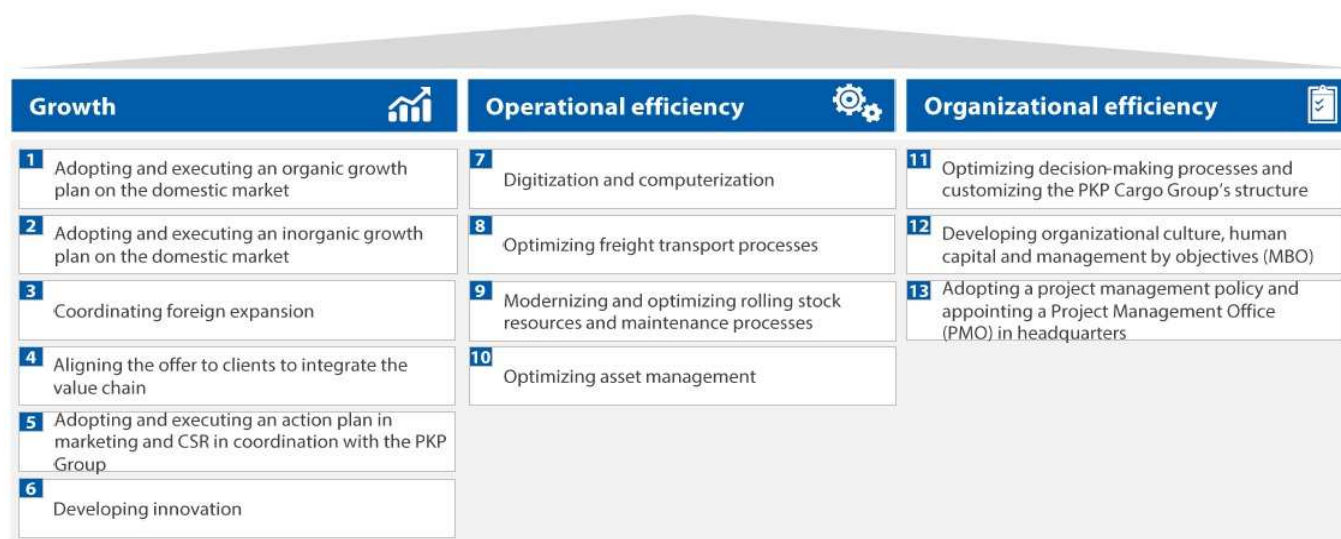 Growth
1
Adopting and executing an organic growth
plan on the domestic market
2
Adopting and executing an inorganic growth
plan on the domestic market
3
Coordinating foreign expansion
4
Aligning the offer to clients to integrate the
value chain
5
Adopting and executing an action plan in
marketing and CSR in coordination with the PKP
Group
6
Developing innovation
Operational efficiency
7
Digitization and computerization
8
Optimizing freight transport processes
9
Modernizing and optimizing rolling stock
resources and maintenance processes
10
Optimizing asset management
Organizational efficiency
11
Optimizing decision-making processes and
customizing the PKP Cargo Group's structure
12
Developing organizational culture, human
capital and management by objectives (MBO)
13
Adopting a project management policy and
appointing a Project Management Office
(PMO) in headquarters